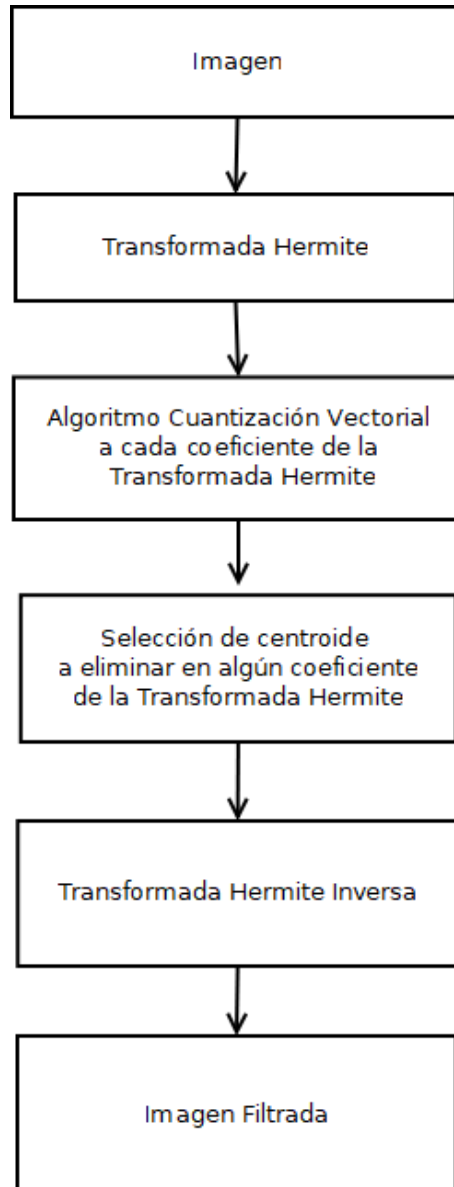 Imagen
Transformada Hermite
Algoritmo Cuantización Vectorial
a cada coeficiente de la
Transformada Hermite
Selección de centroide
a eliminar en algún coeficiente
de la Transformada Hermite
Transformada Hermite Inversa
Imagen Filtrada